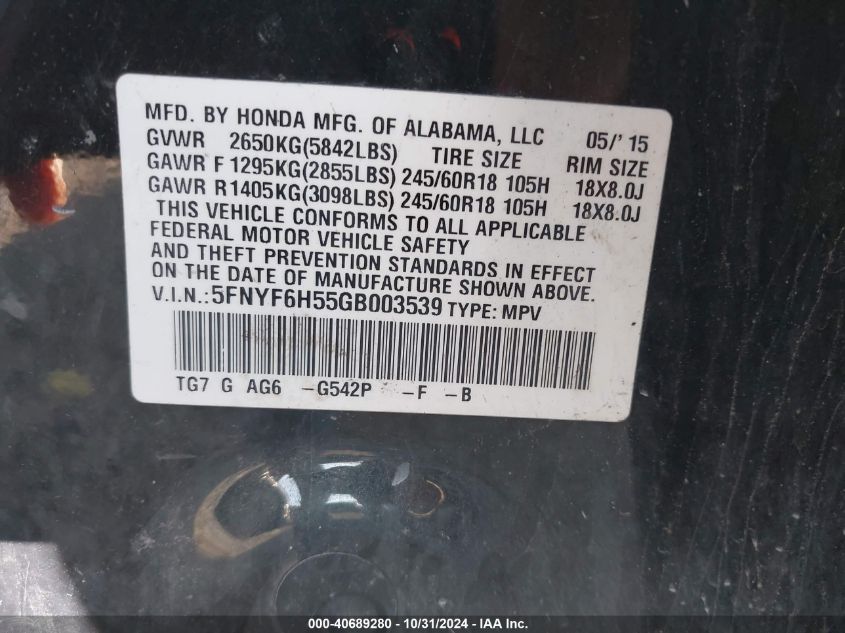 MFD. BY HONDA MFG. OF ALABAMA, LLC 05/' 15
GVWR 2650KG(5842LBS) TIRE SIZE RIM SIZE
GAWR F 1295KG(2855LBS) 245/60R18 105H 18X8.0J
GAWR R1405KG(3098LBS) 245/60R18 105H 18X8.0J
THIS VEHICLE CONFORMS TO ALL APPLICABLE
FEDERAL MOTOR VEHICLE SAFETY
AND THEFT PREVENTION STANDARDS IN EFFECT
ON THE DATE OF MANUFACTURE SHOWN ABOVE.
V.I.N.:5FNYF6H55GB003539 TYPE: MPV
TG7 G AG6 -G542P -F -B
000-40689280 - 10/31/2024 - IAA Inc.